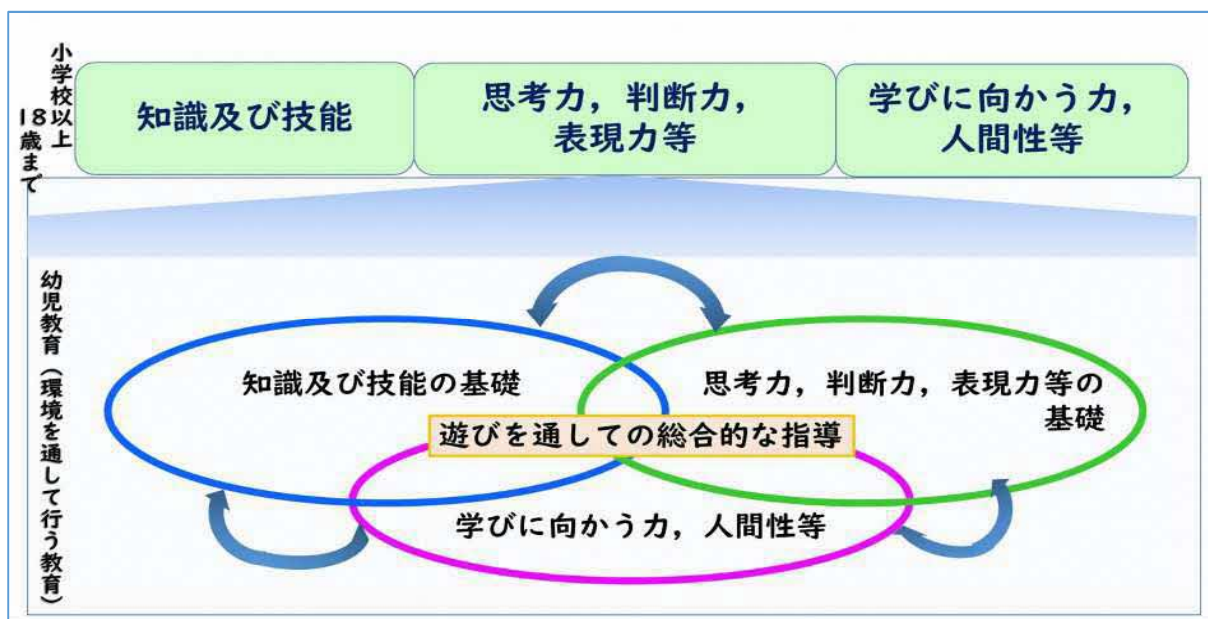 小学校以上
18歳まで
知識及び技能
思考力，判断力，
表現力等
学びに向かう力，
人間性等
幼児教育（環境を通して行う教育）
知識及び技能の基礎
思考力，判断力，表現力等の
基礎
遊びを通しての総合的な指導
学びに向かう力，人間性等